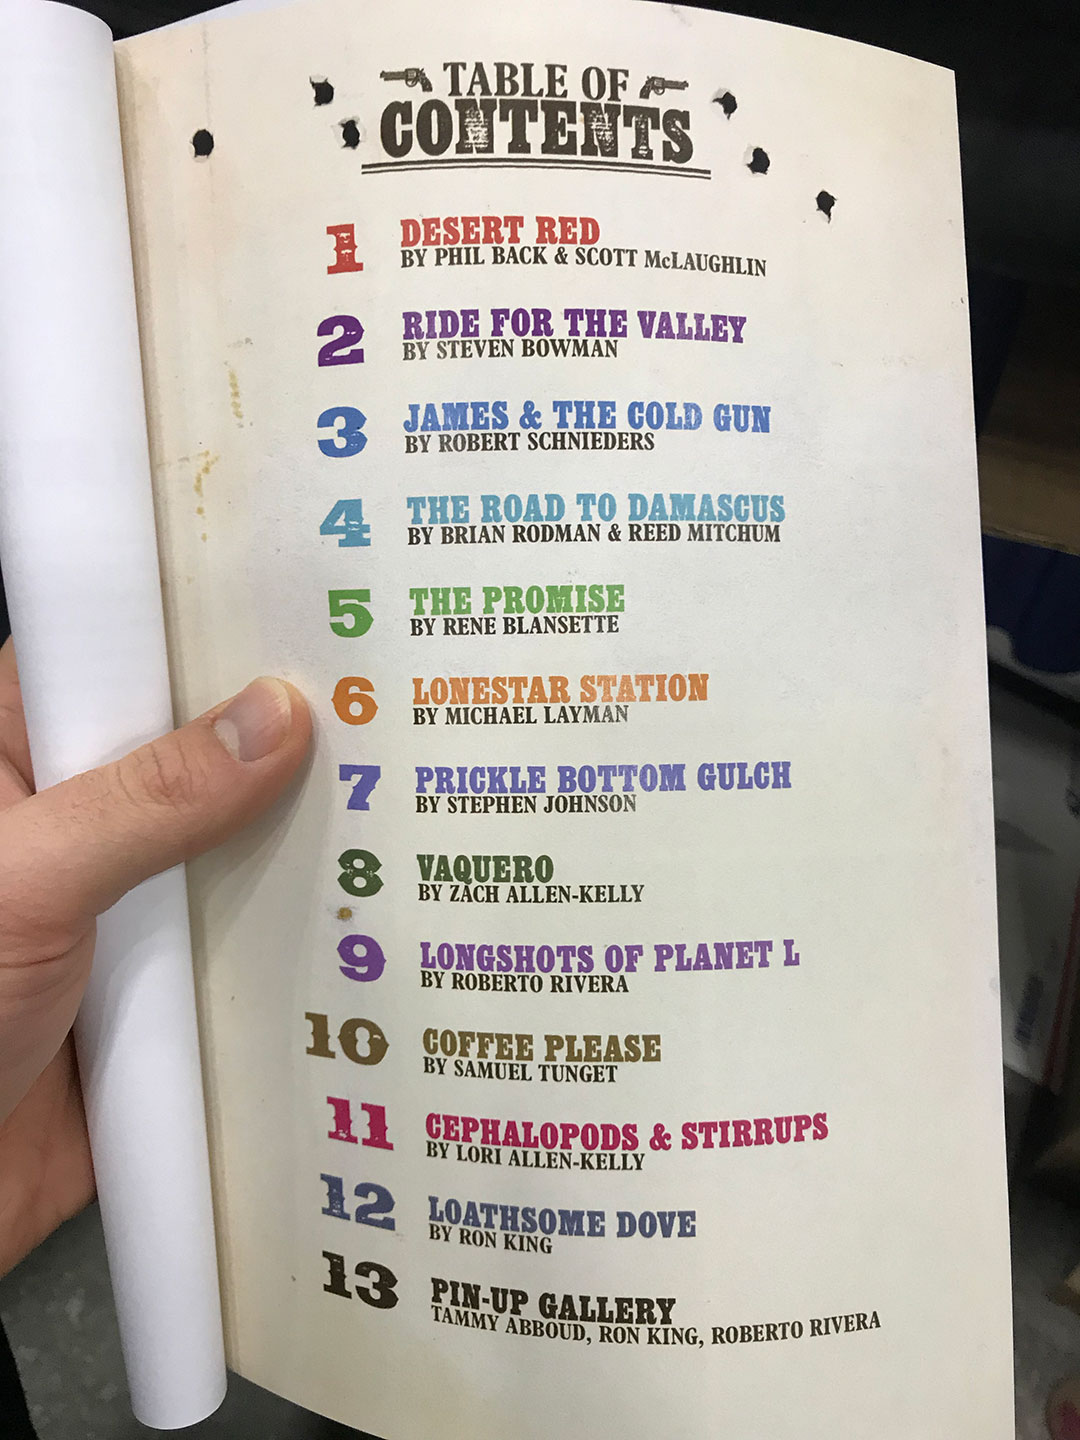 TABLE OF
CONTENTS
1 DESERT RED
BY PHIL BACK & SCOTT McLAUGHLIN
2 RIDE FOR THE VALLEY
BY STEVEN BOWMAN
3 JAMES & THE COLD GUN
BY ROBERT SCHNIEDERS
4 THE ROAD TO DAMASCUS
BY BRIAN RODMAN & REED MITCHUM
5 THE PROMISE
BY RENE BLANSETTE
6 LONESTAR STATION
BY MICHAEL LAYMAN
7 PRICKLE BOTTOM GULCH
BY STEPHEN JOHNSON
8 VAQUERO
BY ZACH ALLEN-KELLY
9 LONGSHOTS OF PLANET L
BY ROBERTO RIVERA
10 COFFEE PLEASE
BY SAMUEL TUNGET
11 CEPHALOPODS & STIRRUPS
BY LORI ALLEN-KELLY
12 LOATHSOME DOVE
BY RON KING
13 PIN-UP GALLERY
TAMMY ABBOUD, RON KING, ROBERTO RIVERA